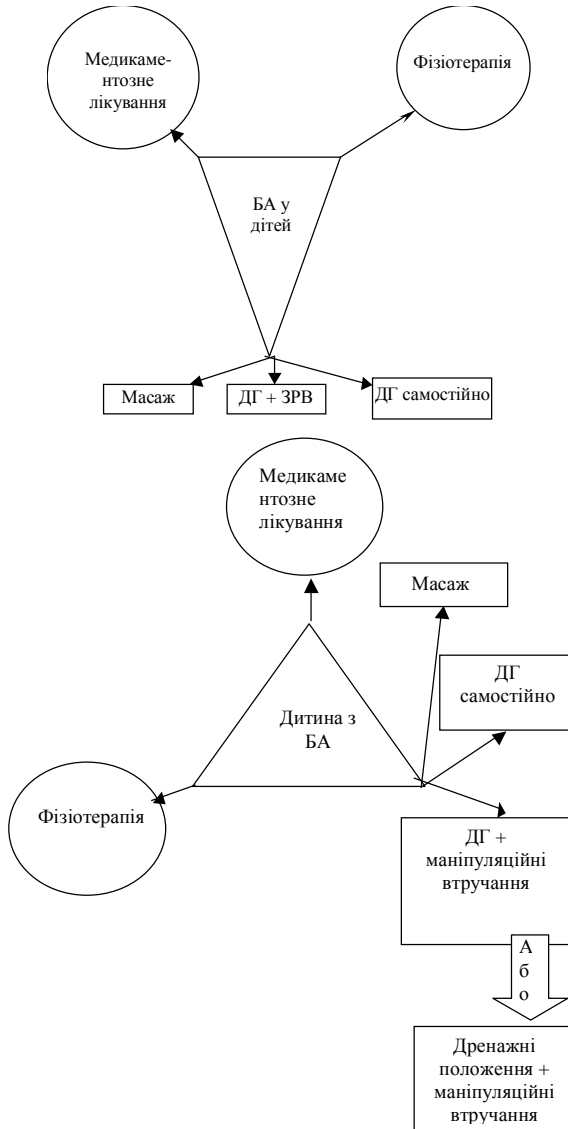 Медикаме-
нтозне
лікування
Фізіотерапія
БА у
дітей
Масаж
ДГ + ЗРВ
ДГ самостійно
Медикаме
нтозне
лікування
Масаж
ДГ
самостійно
Дитина з
БА
Фізіотерапія
ДГ +
маніпуляційні
втручання
А
б
о
Дренажні
положення +
маніпуляційні
втручання